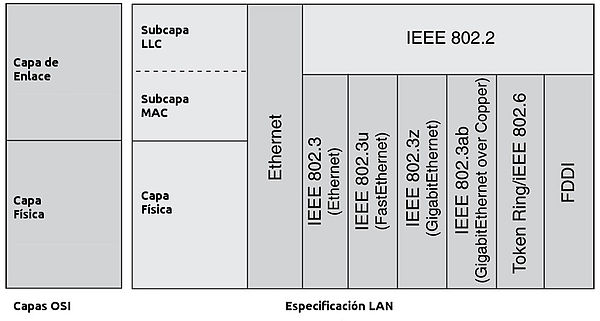 Capa de
Enlace
Capa
Física
Capas OSI
Subcapa
LLC
Subcapa
MAC
Capa
Física
Ethernet
IEEE 802.2
IEEE 802.3
(Ethernet)
IEEE 802.3u
(FastEthernet)
IEEE 802.3z
(GigabitEthernet)
IEEE 802.3ab
(GigabitEthernet over Copper)
Token Ring/iEEE 802.6
FDDI
Especificación LAN